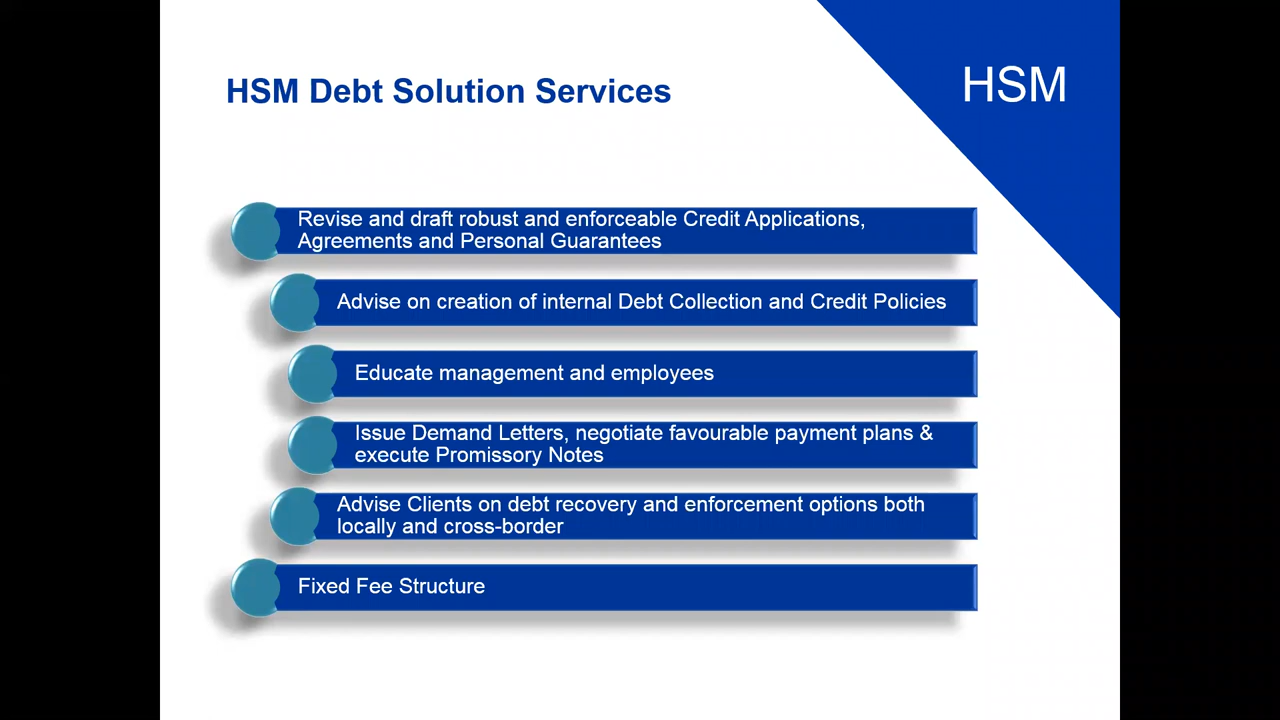 HSM Debt Solution Services
HSM
Revise and draft robust and enforceable Credit Applications,
Agreements and Personal Guarantees
Advise on creation of internal Debt Collection and Credit Policies
Educate management and employees
Issue Demand Letters, negotiate favourable payment plans &
execute Promissory Notes
Advise Clients on debt recovery and enforcement options both
locally and cross-border
Fixed Fee Structure